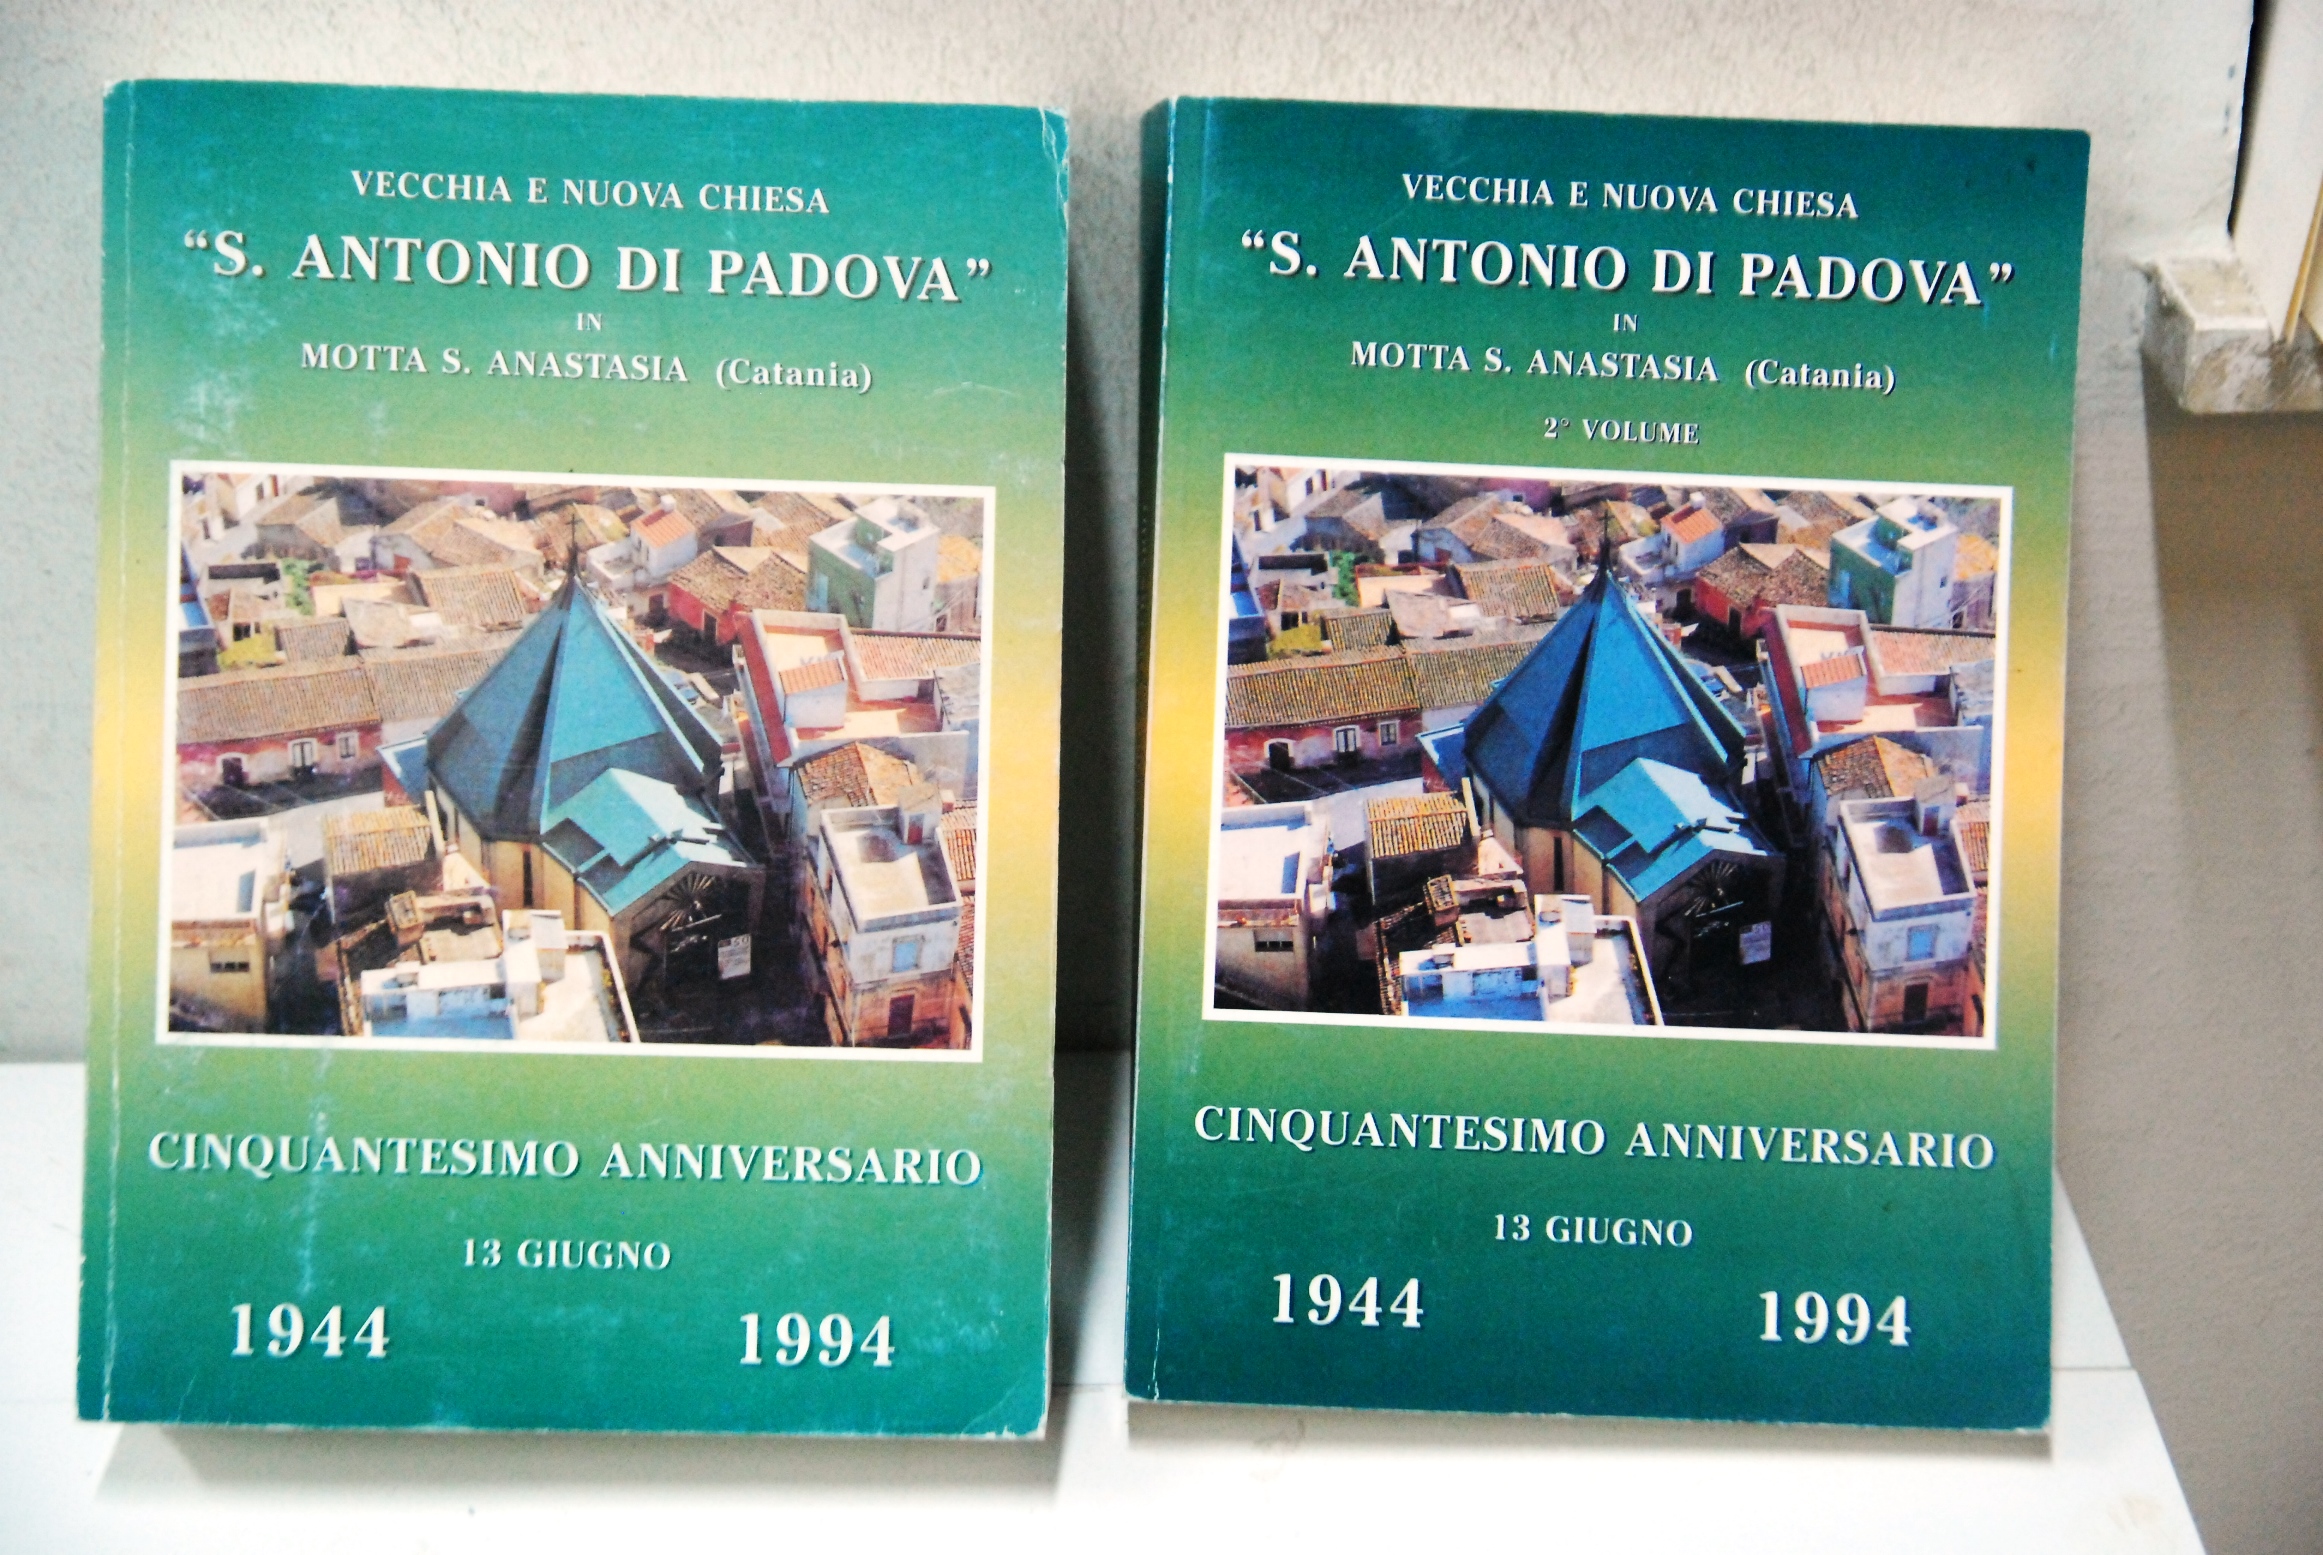 VECCHIA E NUOVA CHIESA
“S. ANTONIO DI PADOVA”
IN
MOTTA S. ANASTASIA (Catania)
CINQUANTESIMO ANNIVERSARIO
13 GIUGNO
1944 1994
VECCHIA E NUOVA CHIESA
“S. ANTONIO DI PADOVA”
IN
MOTTA S. ANASTASIA (Catania)
2° VOLUME
CINQUANTESIMO ANNIVERSARIO
13 GIUGNO
1944 1994